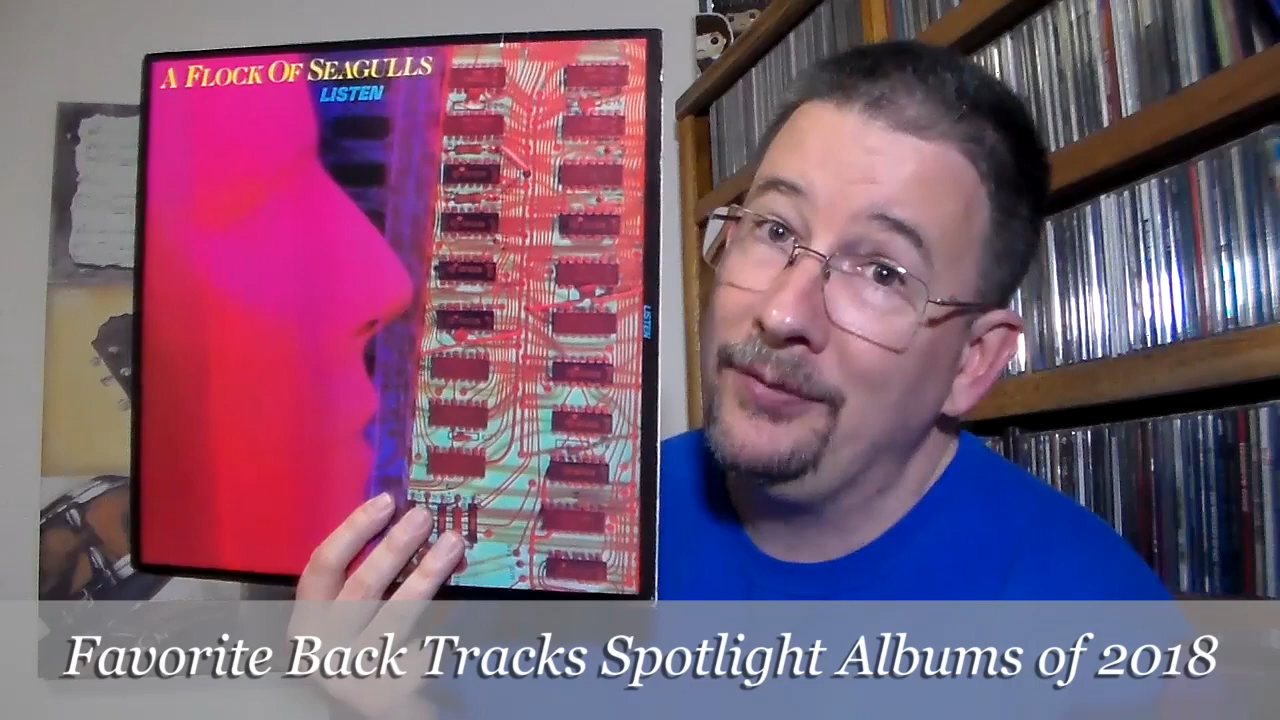 A FLOCK OF SEAGULLS
LISTEN
LISTEN
Favorite Back Tracks Spotlight Albums of 2018